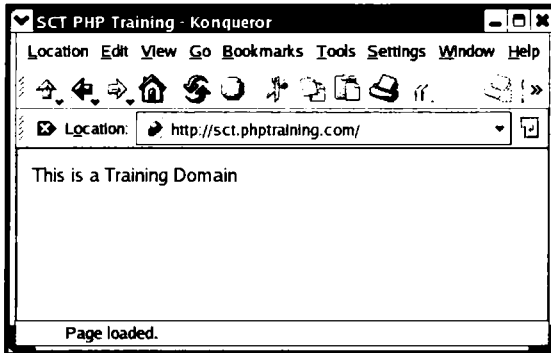 SCT PHP Training - Konqueror
Location Edit View Go Bookmarks Tools Settings Window Help
»
Location: http://sct.phptraining.com/
This is a Training Domain
Page loaded.